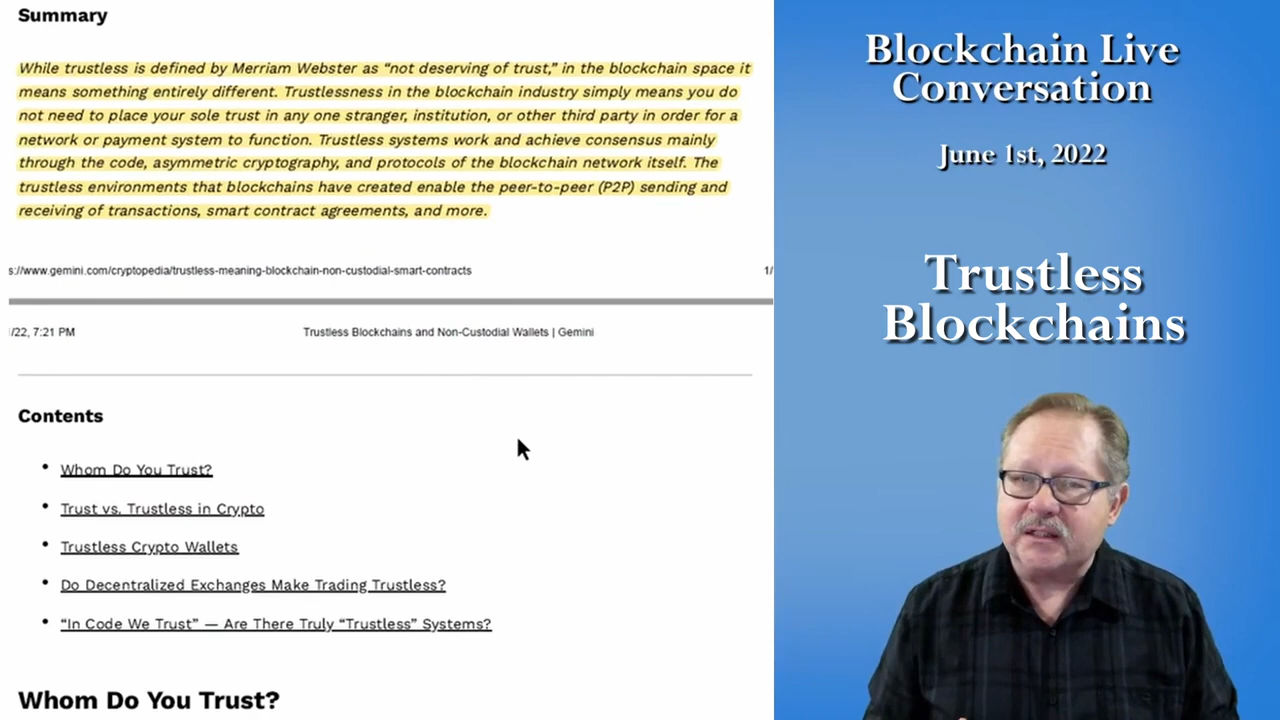 Summary
While trustless is defined by Merriam Webster as “not deserving of trust,” in the blockchain space it
means something entirely different. Trustlessness in the blockchain industry simply means you do
not need to place your sole trust in any one stranger, institution, or other third party in order for a
network or payment system to function. Trustless systems work and achieve consensus mainly
through the code, asymmetric cryptography, and protocols of the blockchain network itself. The
trustless environments that blockchains have created enable the peer-to-peer (P2P) sending and
receiving of transactions, smart contract agreements, and more.
s://www.gemini.com/cryptopedia/trustless-meaning-blockchain-non-custodial-smart-contracts
1/
/22, 7:21 PM
Trustless Blockchains and Non-Custodial Wallets | Gemini
Contents
• Whom Do You Trust?
• Trust vs. Trustless in Crypto
• Trustless Crypto Wallets
• Do Decentralized Exchanges Make Trading Trustless?
• “In Code We Trust” — Are There Truly “Trustless” Systems?
Whom Do You Trust?
Blockchain Live
Conversation
June 1st, 2022
Trustless
Blockchains